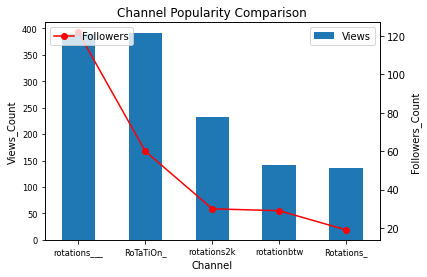 Channel Popularity Comparison
Followers
Views
400
350
300
250
200
150
100
50
0
Views_Count
120
100
80
60
40
20
Followers_Count
rotations___ RoTaTiOn_ rotations2k rotationbtw Rotations_
Channel